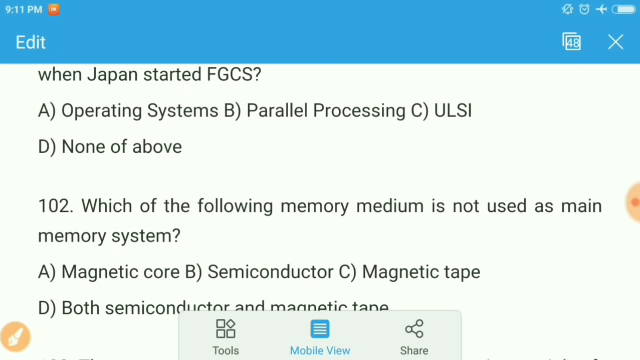 9:11 PM
Edit
48
when Japan started FGCS?
A) Operating Systems B) Parallel Processing C) ULSI
D) None of above
102. Which of the following memory medium is not used as main
memory system?
A) Magnetic core B) Semiconductor C) Magnetic tape
D) Both semiconductor and magnetic tape
Tools
Mobile View
Share